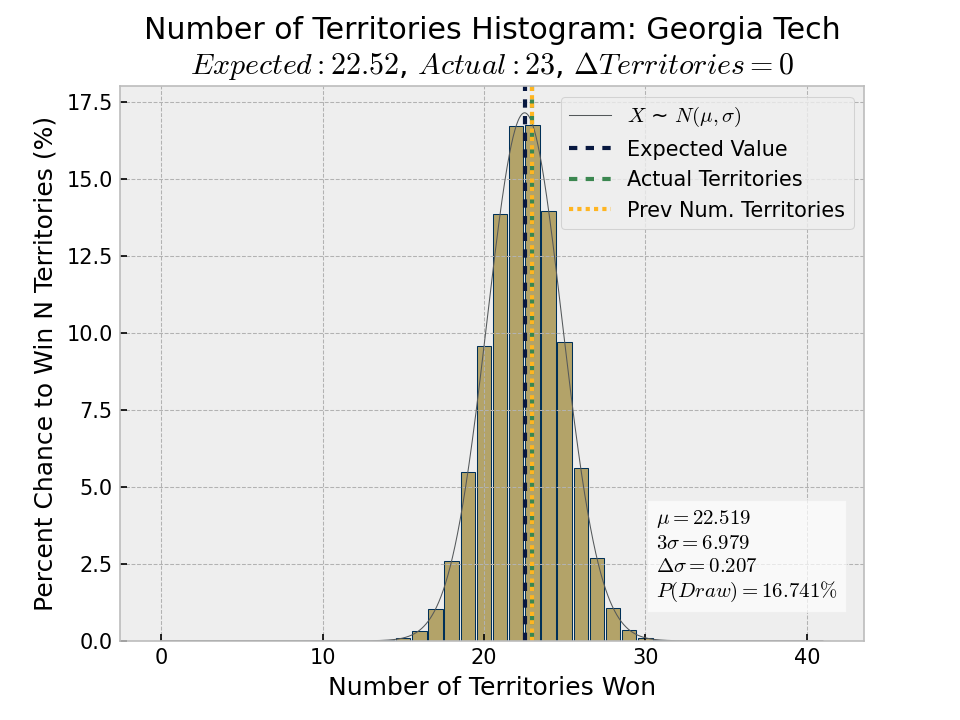 Number of Territories Histogram: Georgia Tech
Expected : 22.52, Actual : 23, ΔTerritories = 0
Percent Chance to Win N Territories (%)
17.5
15.0
12.5
10.0
7.5
5.0
2.5
0.0
X ~ N(μ, σ)
Expected Value
Actual Territories
Prev Num. Territories
μ = 22.519
3σ = 6.979
Δσ = 0.207
P(Draw) = 16.741%
0 10 20 30 40
Number of Territories Won